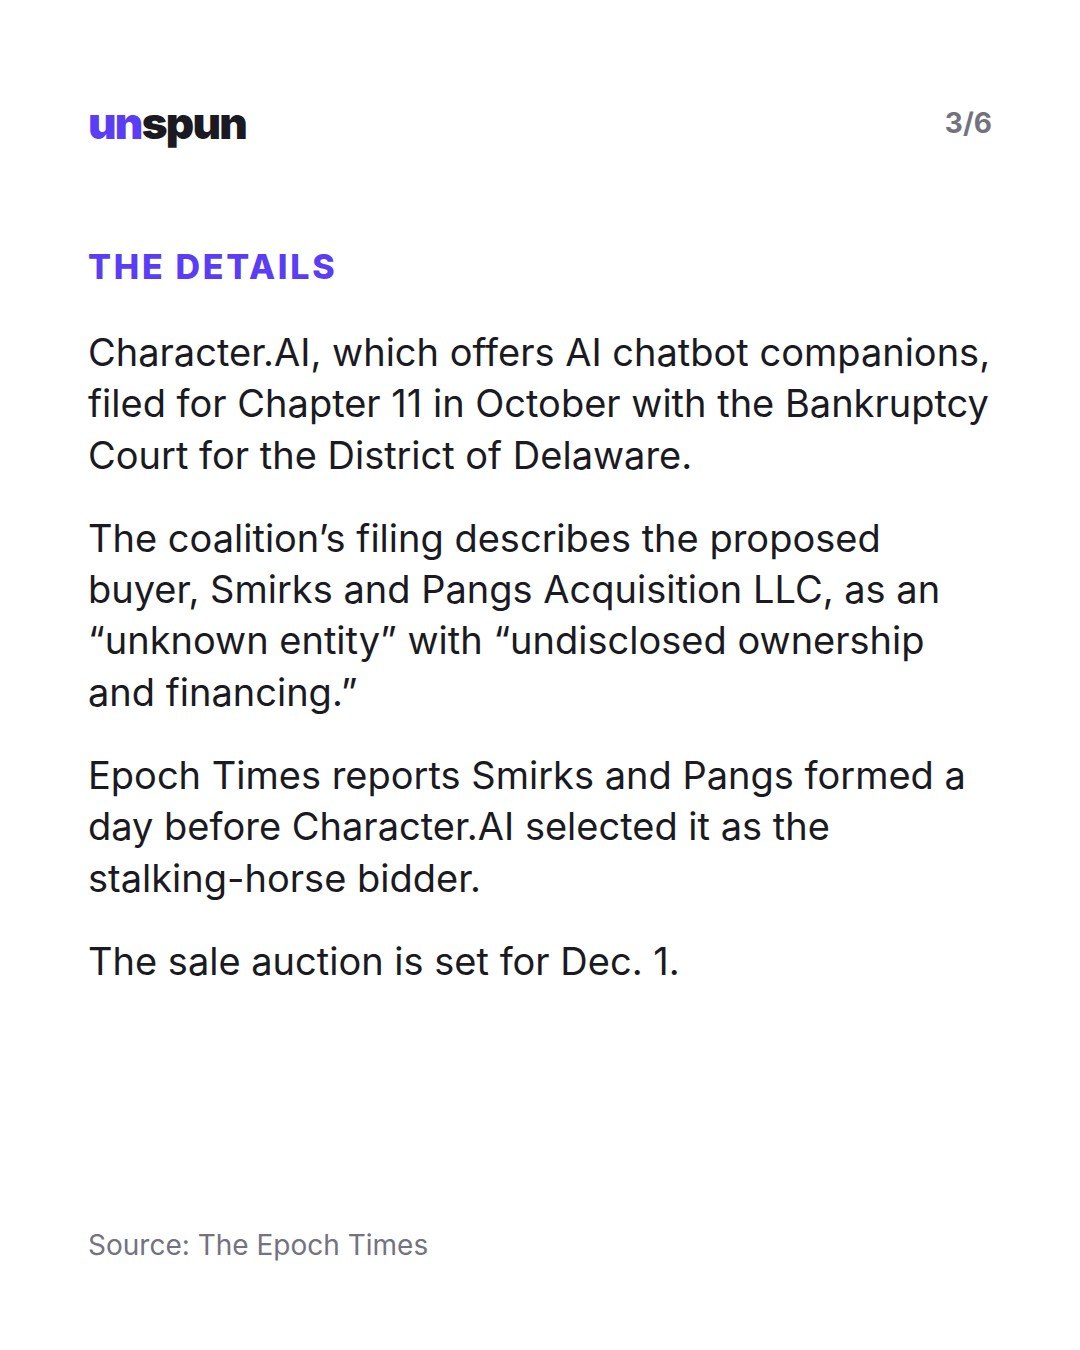 unspun
3/6
THE DETAILS
Character.AI, which offers AI chatbot companions,
filed for Chapter 11 in October with the Bankruptcy
Court for the District of Delaware.
The coalition’s filing describes the proposed
buyer, Smirks and Pangs Acquisition LLC, as an
“unknown entity” with “undisclosed ownership
and financing.”
Epoch Times reports Smirks and Pangs formed a
day before Character.AI selected it as the
stalking-horse bidder.
The sale auction is set for Dec. 1.
Source: The Epoch Times